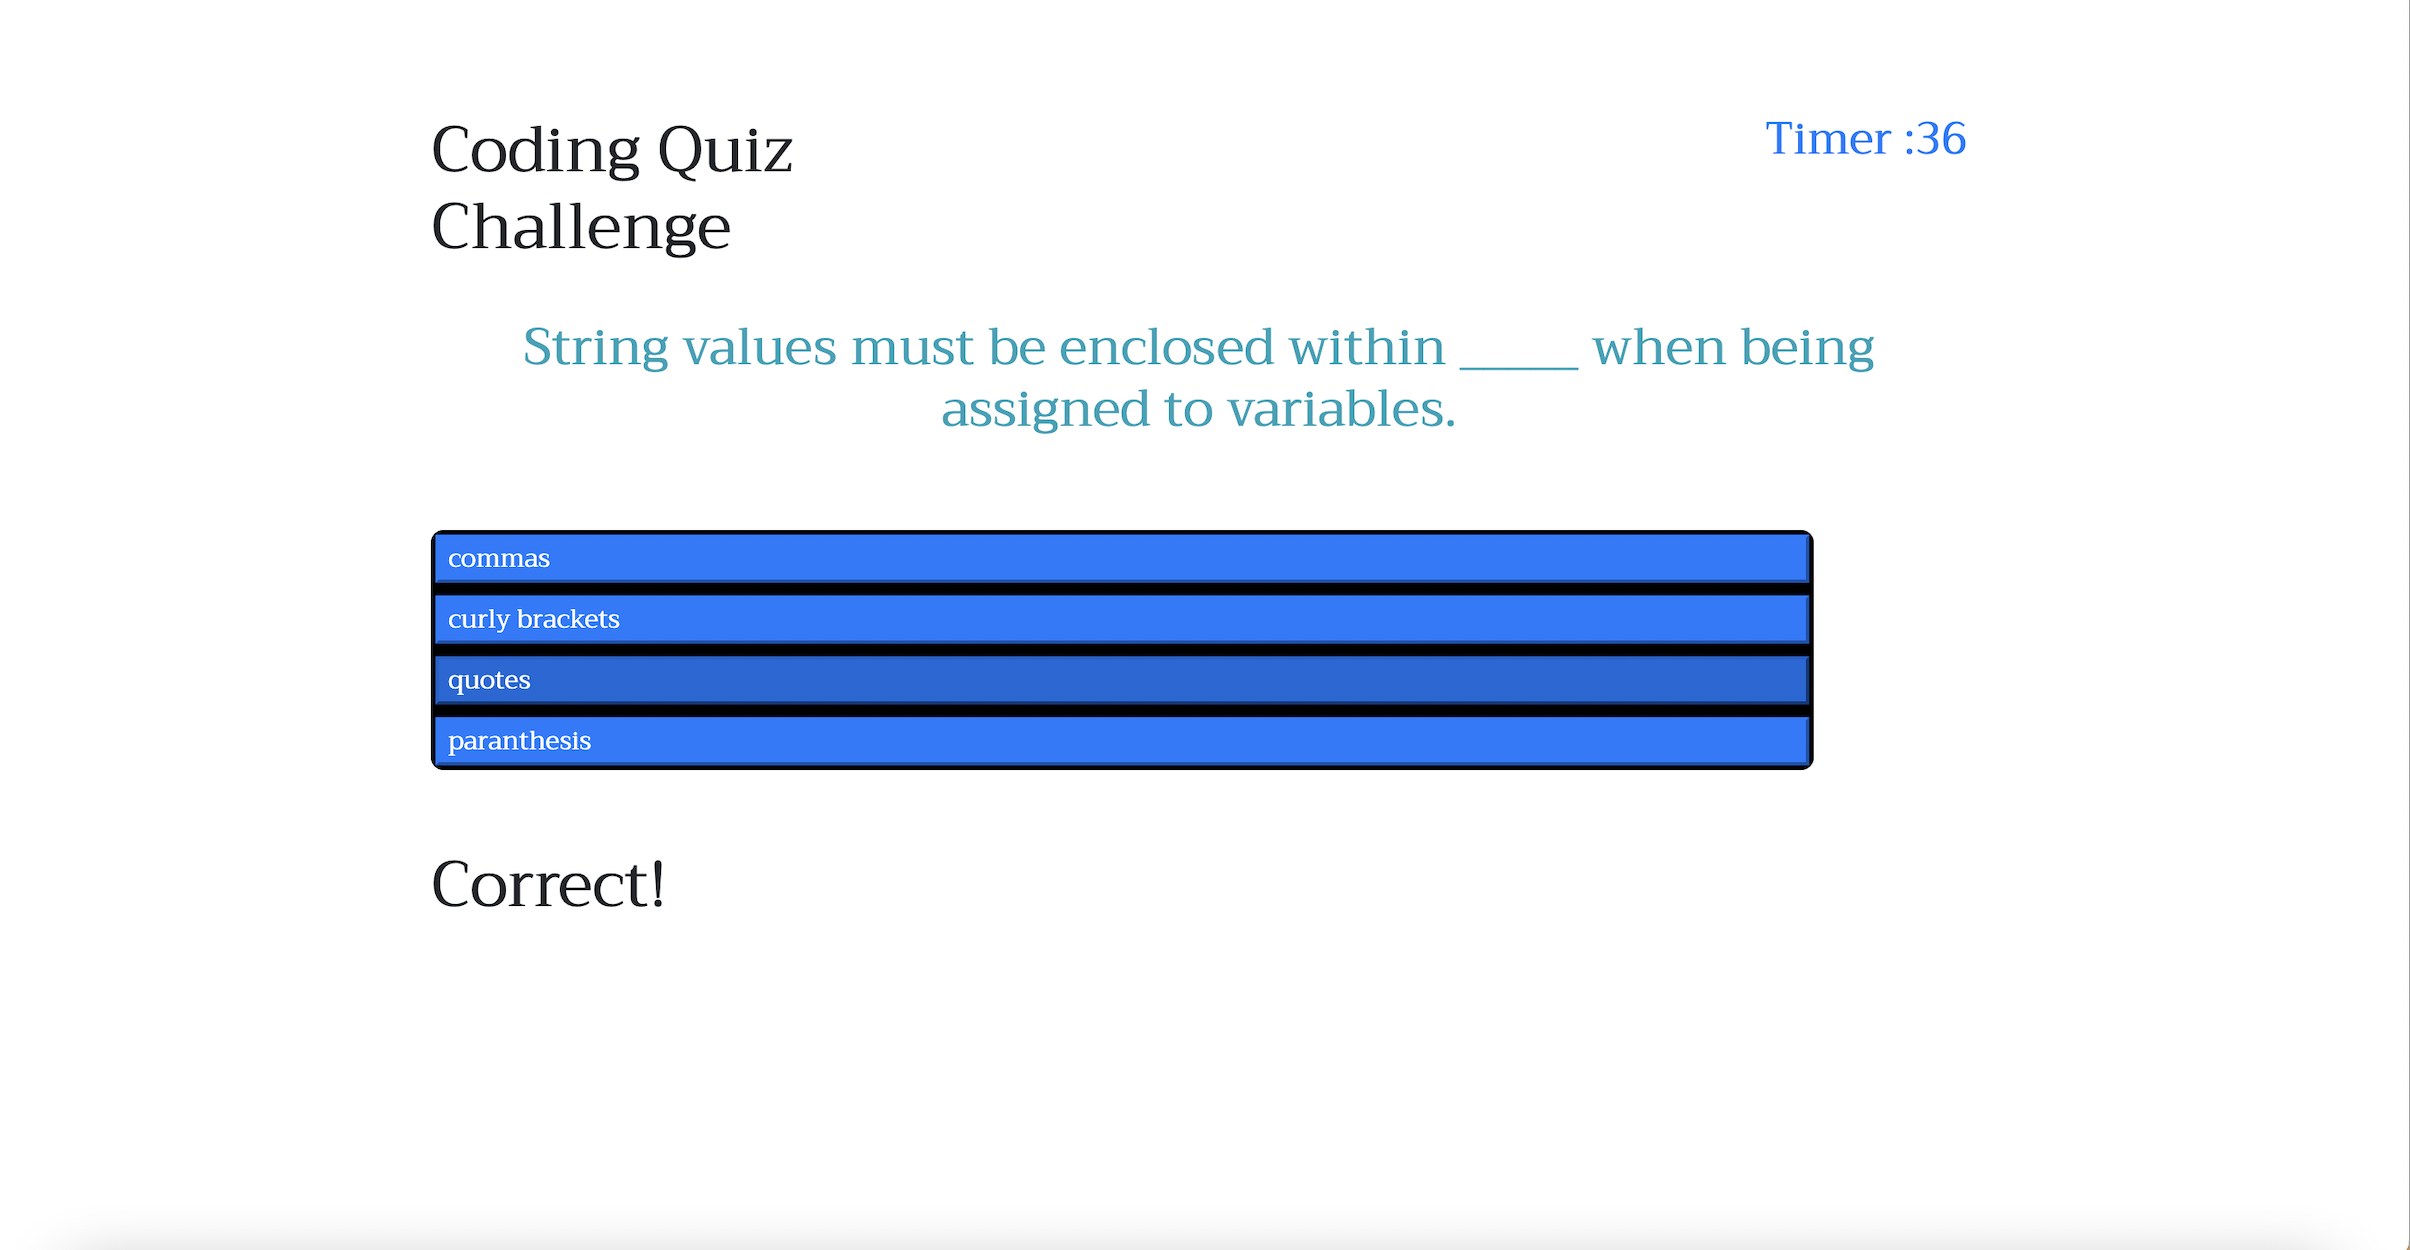 Coding Quiz
Challenge
Timer :36
String values must be enclosed within _____ when being
assigned to variables.
commas
curly brackets
quotes
paranthesis
Correct!